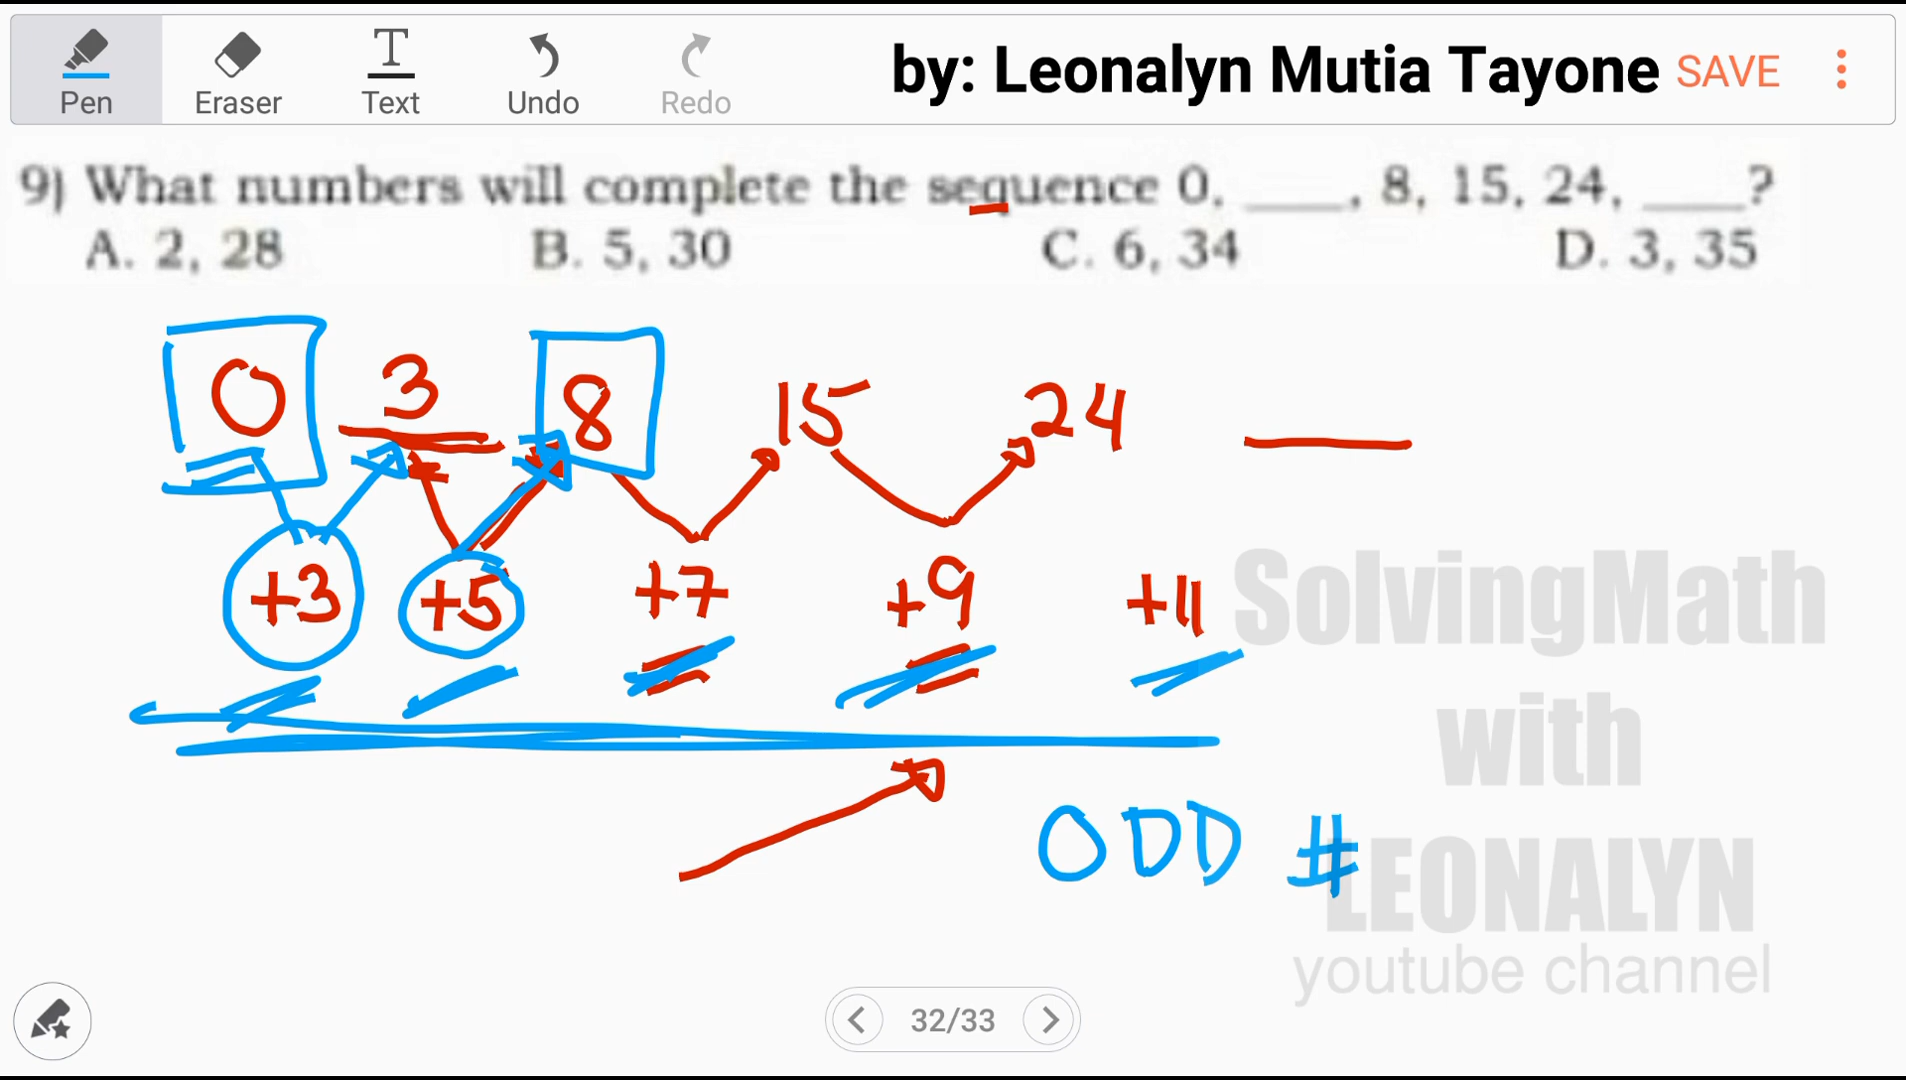 Pen Eraser Text Undo Redo by: Leonalyn Mutia Tayone SAVE
9) What numbers will complete the sequence 0, ____, 8, 15, 24, ____?
A. 2, 28 B. 5, 30 C. 6, 34 D. 3, 35
0 3 8 15 24
+3 +5 +7 +9 +11
ODD #
SolvingMath
with
LEONALYN
youtube channel
32/33